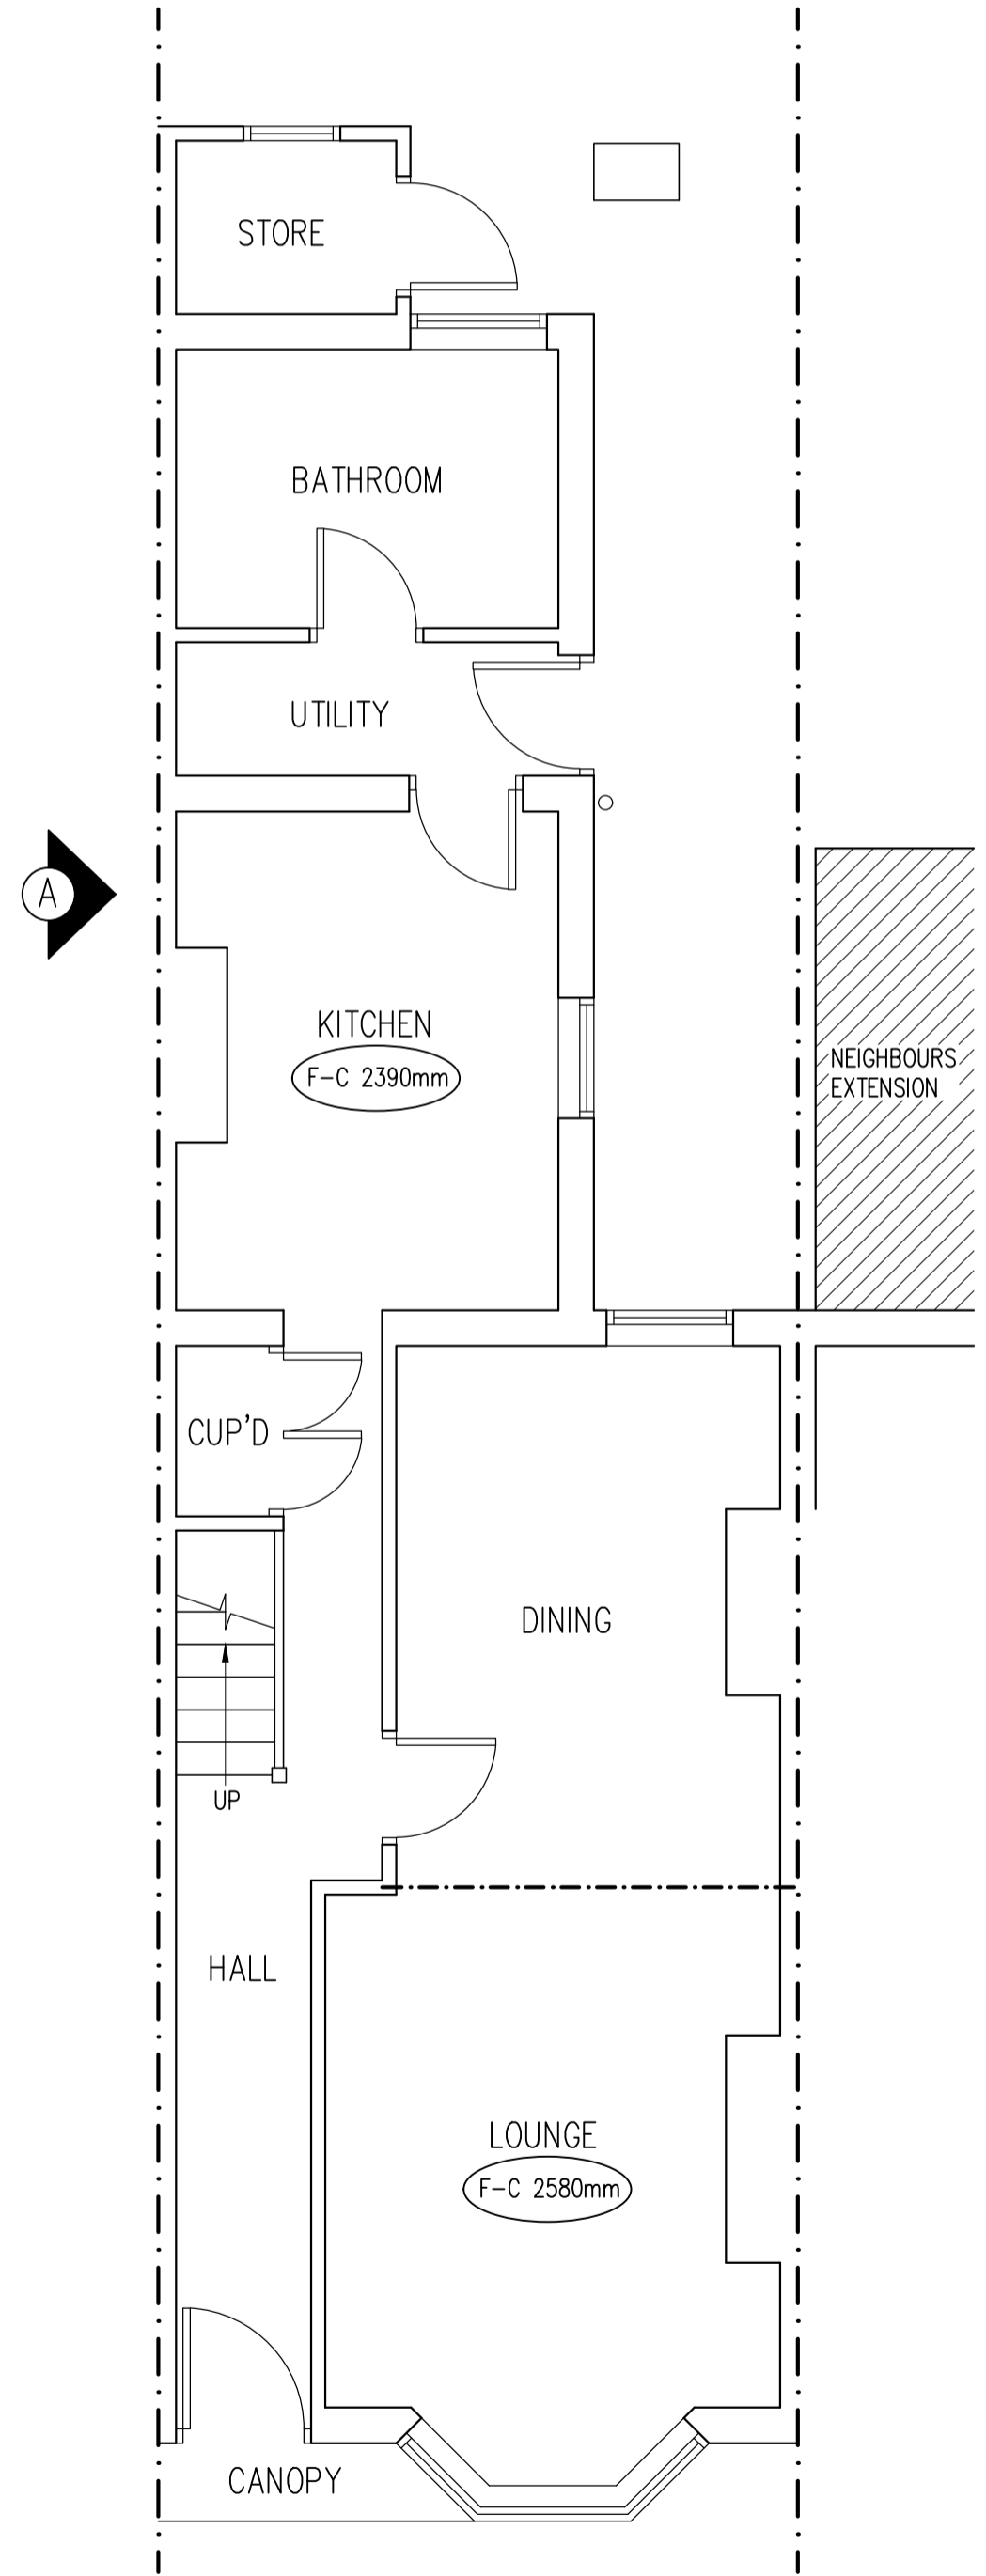 STORE
BATHROOM
UTILITY
A
KITCHEN
F-C 2390mm
NEIGHBOURS
EXTENSION
CUP'D
DINING
UP
HALL
LOUNGE
F-C 2580mm
CANOPY